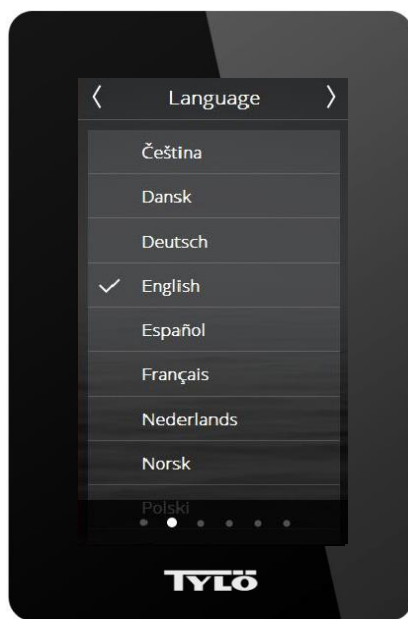 Language
Čeština
Dansk
Deutsch
English
Español
Français
Nederlands
Norsk
Polski
TYLÖ